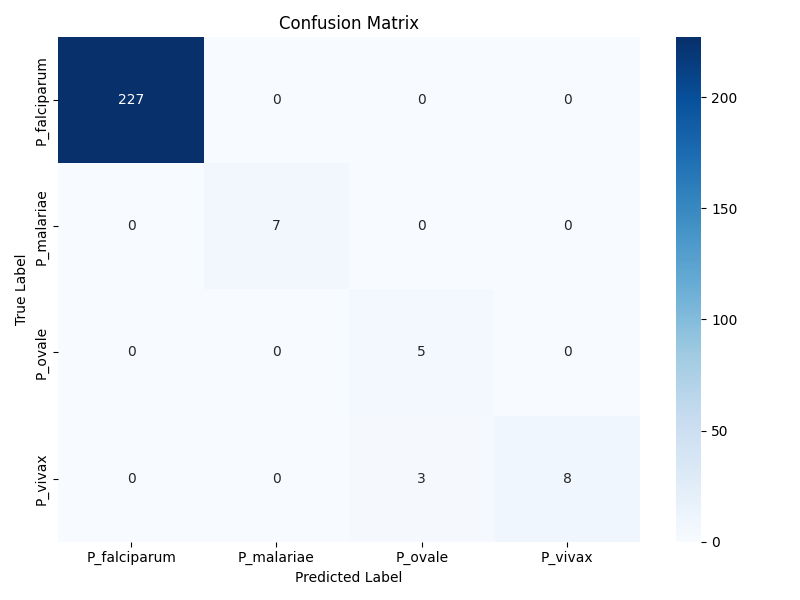 Confusion Matrix
True Label
P_falciparum
227 0 0 0
P_malariae
0 7 0 0
P_ovale
0 0 5 0
P_vivax
0 0 3 8
P_falciparum P_malariae P_ovale P_vivax
Predicted Label
200
150
100
50
0